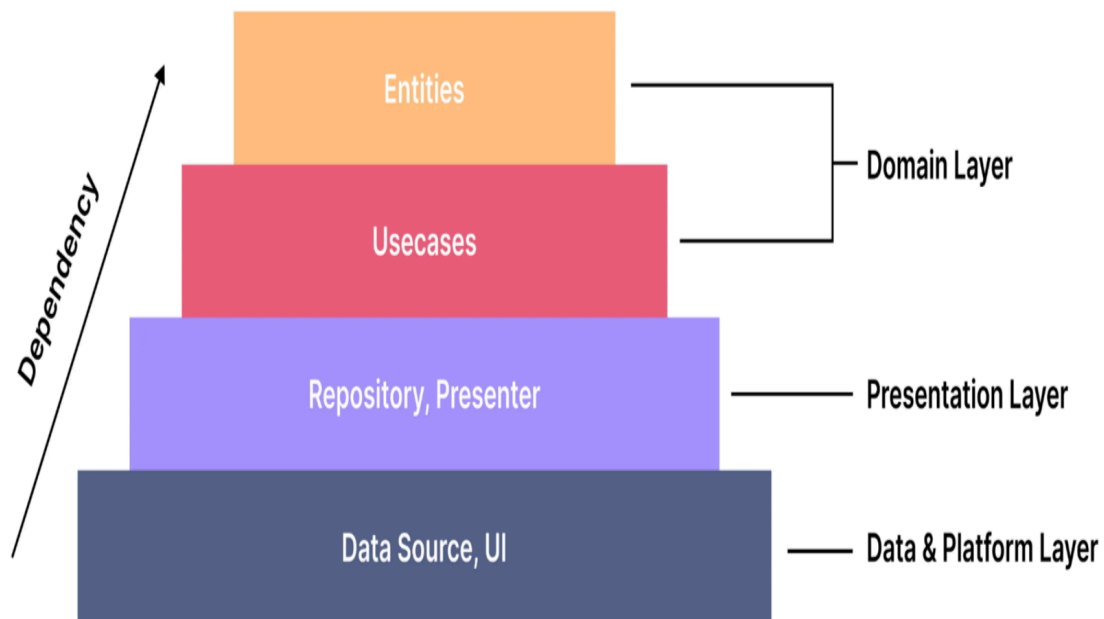 Entities
Domain Layer
Dependency
Usecases
Repository, Presenter
Presentation Layer
Data Source, UI
Data & Platform Layer